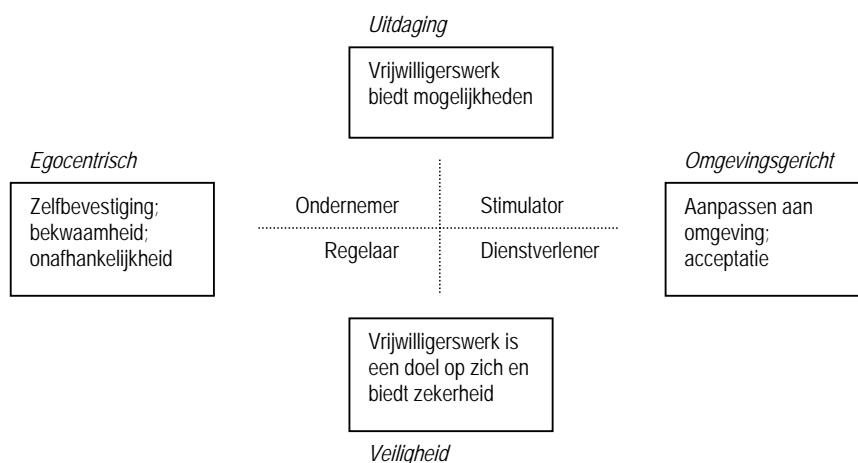 Uitdaging
Vrijwilligerswerk
biedt mogelijkheden
Egocentrisch
Zelfbevestiging;
bekwaamheid;
onafhankelijkheid
Ondernemer
Stimulator
Regelaar
Dienstverlener
Omgevingsgericht
Aanpassen aan
omgeving;
acceptatie
Vrijwilligerswerk is
een doel op zich en
biedt zekerheid
Veiligheid